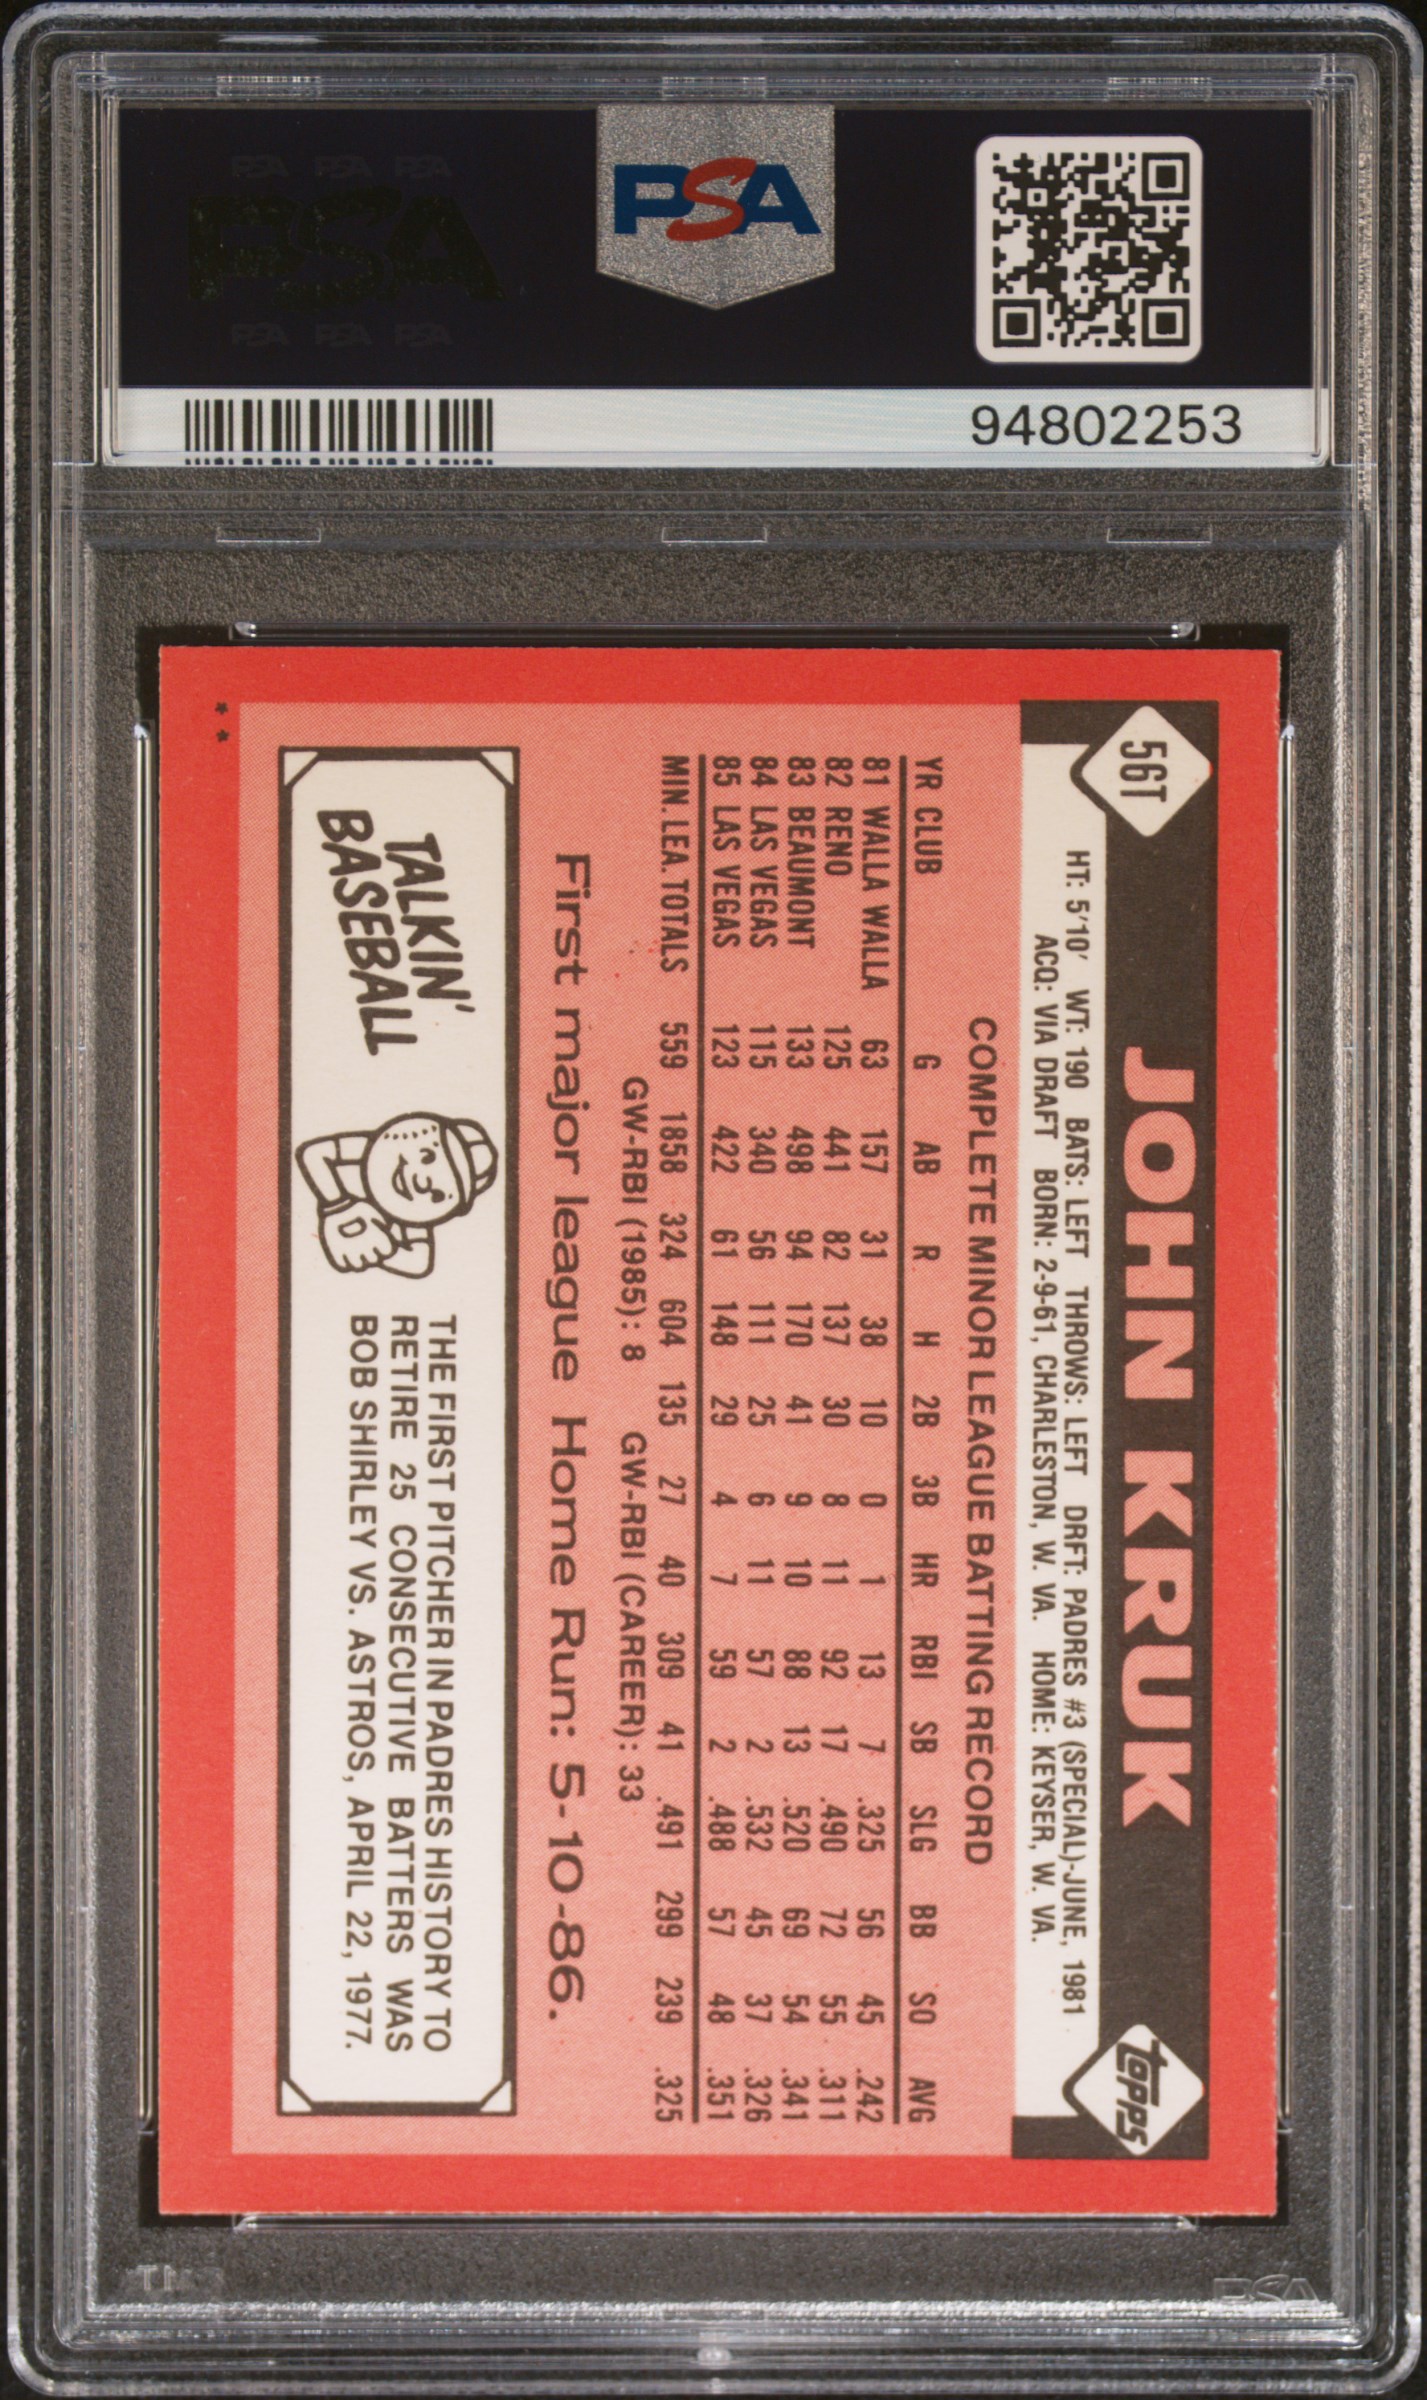 PSA PSA PSA
PSA
PSA PSA PSA
PSA
94802253
56T
JOHN KRUK
topps
HT: 5'10' WT: 190 BATS: LEFT THROWS: LEFT DRFT: PADRES #3 (SPECIAL)-JUNE, 1981
ACQ: VIA DRAFT BORN: 2-9-61, CHARLESTON, W. VA. HOME: KEYSER, W. VA.
COMPLETE MINOR LEAGUE BATTING RECORD
YR CLUB G AB R H 2B 3B HR RBI SB SLG BB SO AVG
81 WALLA WALLA 63 157 31 38 10 0 1 13 7 .325 56 45 .242
82 RENO 125 441 82 137 30 8 11 92 17 .490 72 55 .311
83 BEAUMONT 133 498 94 170 41 9 10 88 13 .520 69 54 .341
84 LAS VEGAS 115 340 56 111 25 6 11 57 2 .532 45 37 .326
85 LAS VEGAS 123 422 61 148 29 4 7 59 2 .488 57 48 .351
MIN. LEA. TOTALS 559 1858 324 604 135 27 40 309 41 .491 299 239 .325
GW-RBI (1985): 8 GW-RBI (CAREER): 33
First major league Home Run: 5-10-86.
TALKIN'
BASEBALL
THE FIRST PITCHER IN PADRES HISTORY TO
RETIRE 25 CONSECUTIVE BATTERS WAS
BOB SHIRLEY VS. ASTROS, APRIL 22, 1977.
**
PSA